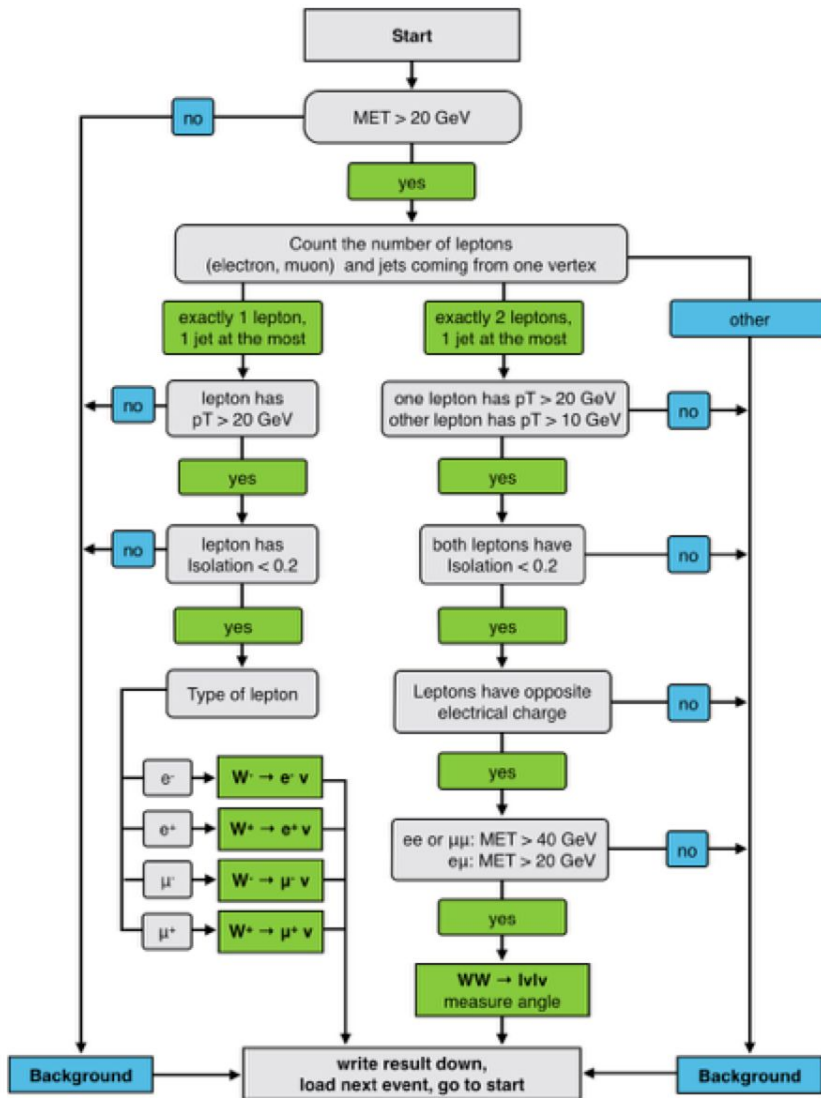 Start
no
MET > 20 GeV
yes
Count the number of leptons
(electron, muon) and jets coming from one vertex
exactly 1 lepton,
1 jet at the most
exactly 2 leptons,
1 jet at the most
other
no
lepton has
pT > 20 GeV
one lepton has pT > 20 GeV
other lepton has pT > 10 GeV
no
yes
yes
no
lepton has
Isolation < 0.2
both leptons have
Isolation < 0.2
no
yes
yes
Type of lepton
Leptons have opposite
electrical charge
no
yes
e⁻
W⁻ → e⁻ ν
e⁺
W⁺ → e⁺ ν
μ⁻
W⁻ → μ⁻ ν
μ⁺
W⁺ → μ⁺ ν
ee or μμ: MET > 40 GeV
eμ: MET > 20 GeV
no
yes
WW → lνlν
measure angle
Background
write result down,
load next event, go to start
Background